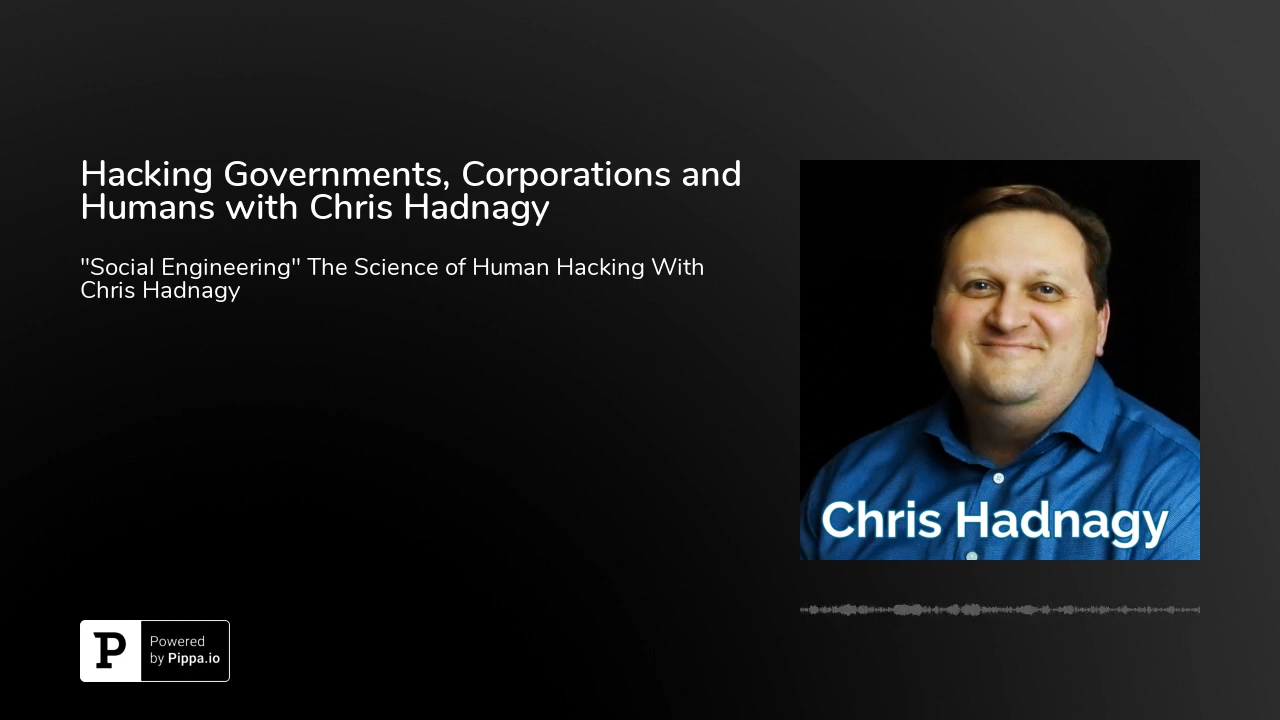 Hacking Governments, Corporations and
Humans with Chris Hadnagy
"Social Engineering" The Science of Human Hacking With
Chris Hadnagy
Chris Hadnagy
P
Powered
by Pippa.io